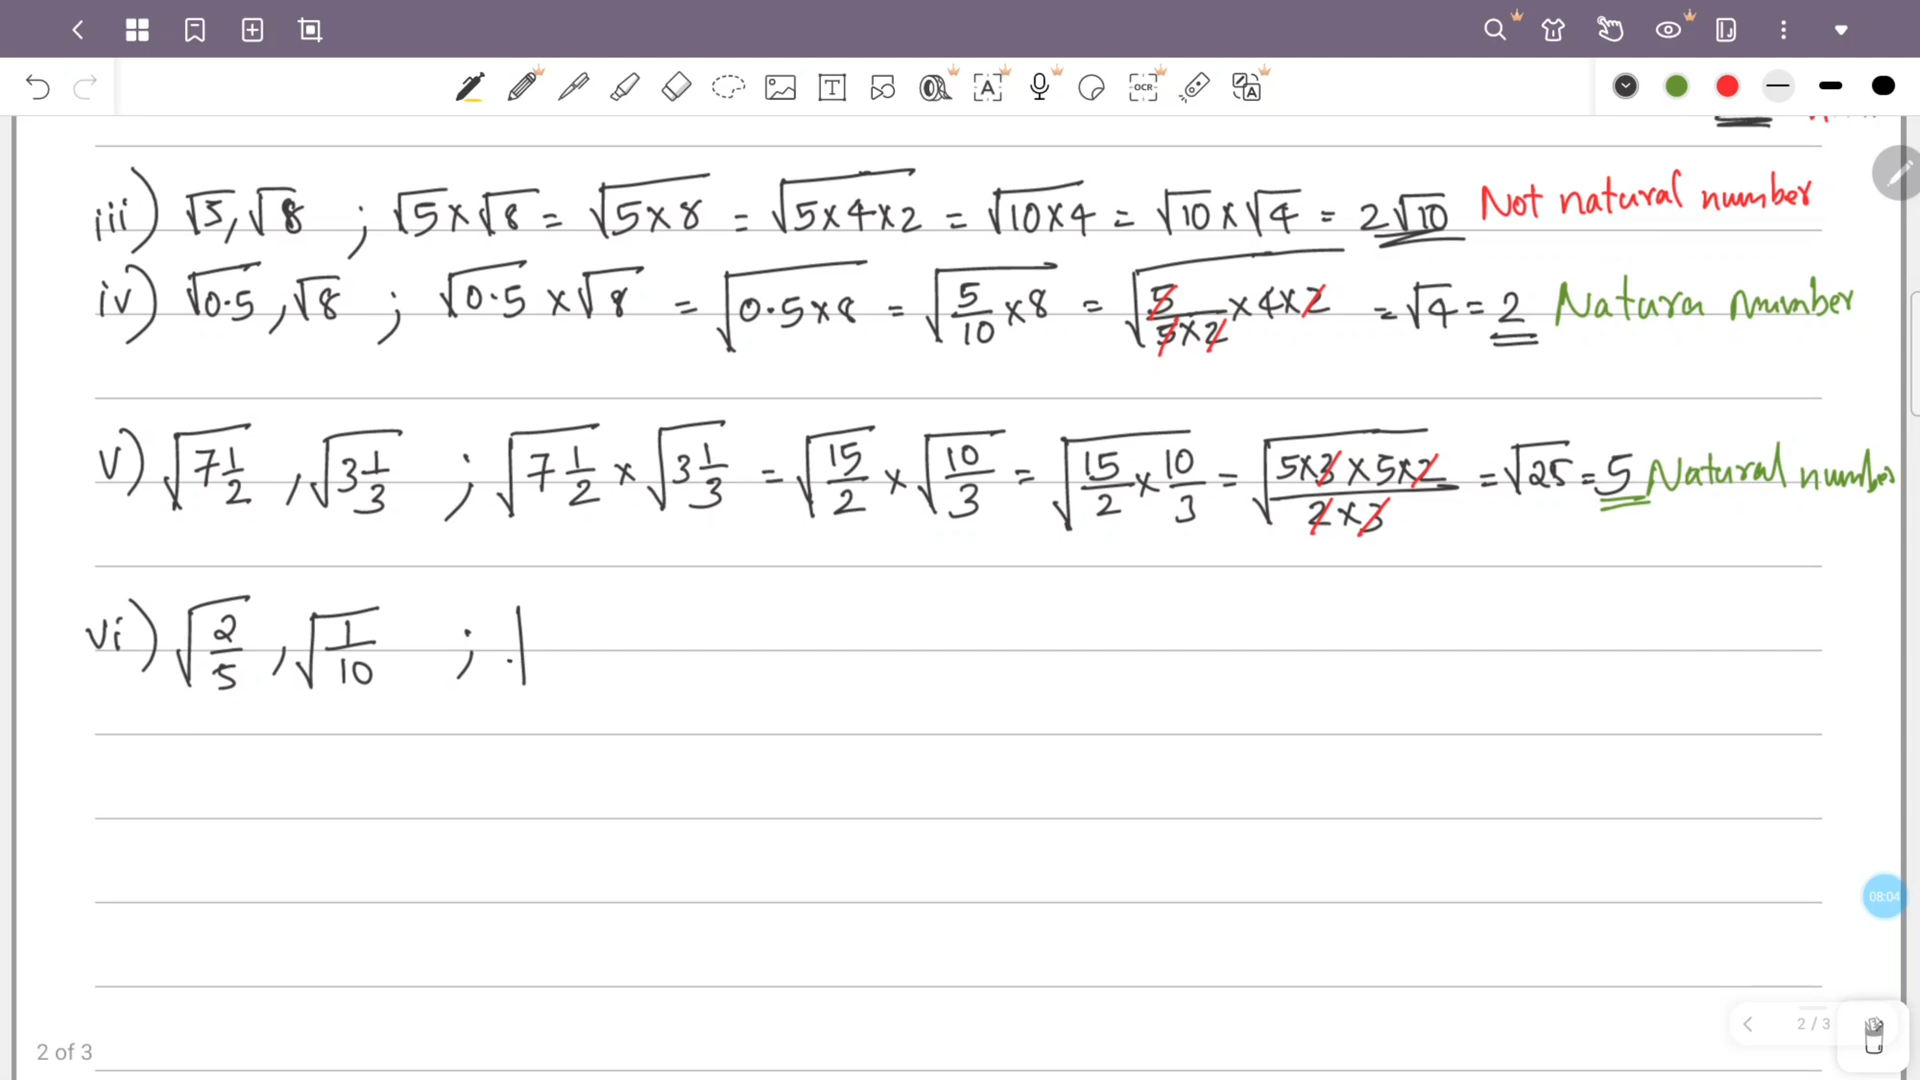 iii) √5, √8 ; √5 × √8 = √(5×8) = √(5×4×2) = √(10×4) = √10 × √4 = 2√10 Not natural number
iv) √0.5, √8 ; √0.5 × √8 = √(0.5×8) = √(5/10 × 8) = √(5/(5×2) × 4×2) = √4 = 2 Natura number
v) √(7 1/2), √(3 1/3) ; √(7 1/2) × √(3 1/3) = √(15/2) × √(10/3) = √(15/2 × 10/3) = √((5×3×5×2)/(2×3)) = √25 = 5 Natural number
vi) √(2/5), √(1/10) ;
08:04
2 / 3
2 of 3